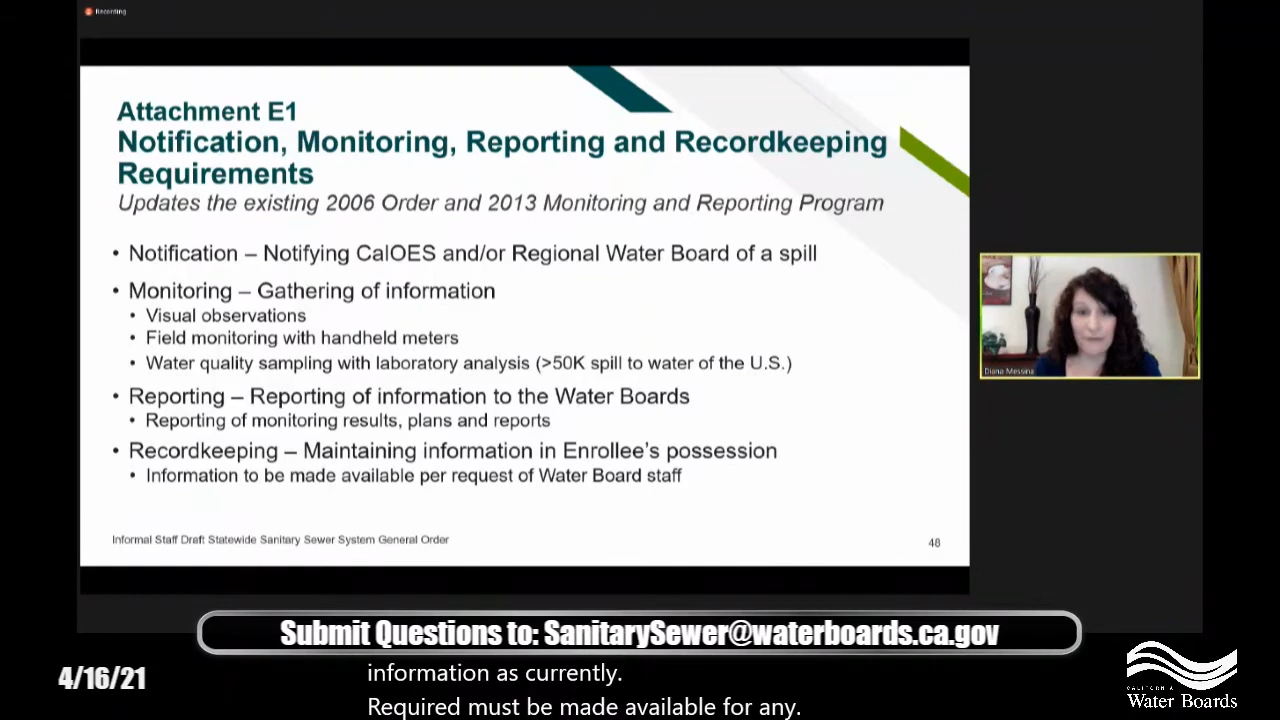 Recording
Attachment E1
Notification, Monitoring, Reporting and Recordkeeping
Requirements
Updates the existing 2006 Order and 2013 Monitoring and Reporting Program
• Notification – Notifying CalOES and/or Regional Water Board of a spill
• Monitoring – Gathering of information
• Visual observations
• Field monitoring with handheld meters
• Water quality sampling with laboratory analysis (>50K spill to water of the U.S.)
• Reporting – Reporting of information to the Water Boards
• Reporting of monitoring results, plans and reports
• Recordkeeping – Maintaining information in Enrollee's possession
• Information to be made available per request of Water Board staff
Informal Staff Draft Statewide Sanitary Sewer System General Order
48
Diana Messina
Submit Questions to: SanitarySewer@waterboards.ca.gov
4/16/21
information as currently.
Required must be made available for any.
CALIFORNIA
Water Boards